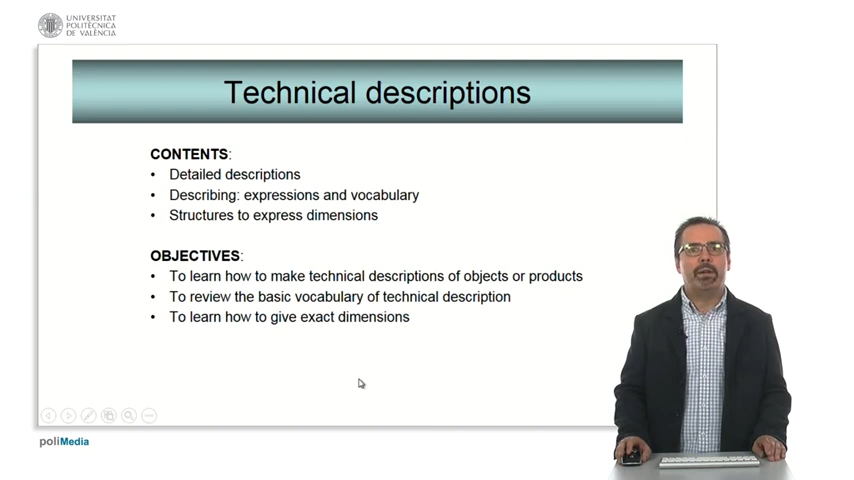 UNIVERSITAT
POLITÈCNICA
DE VALÈNCIA
Technical descriptions
CONTENTS:
• Detailed descriptions
• Describing: expressions and vocabulary
• Structures to express dimensions
OBJECTIVES:
• To learn how to make technical descriptions of objects or products
• To review the basic vocabulary of technical description
• To learn how to give exact dimensions
poliMedia